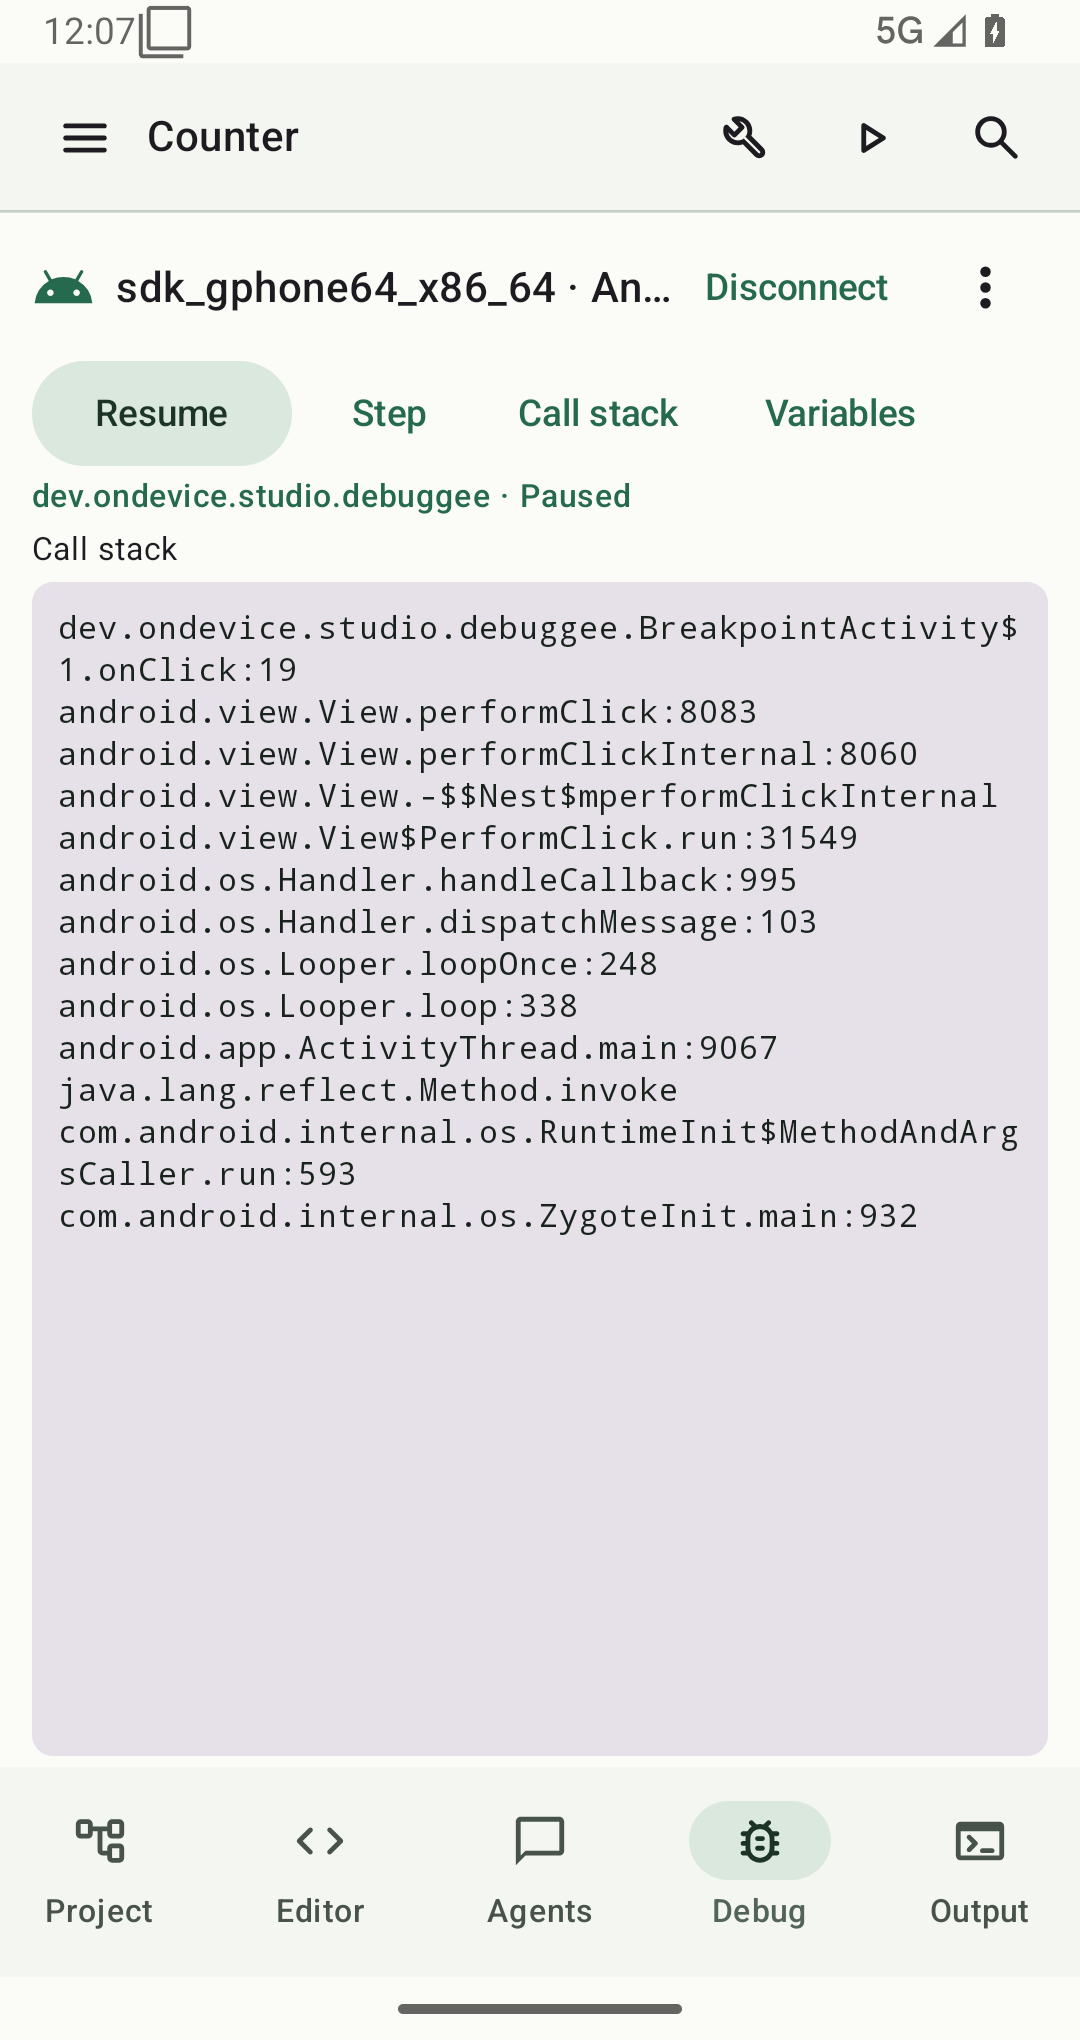 12:07
5G
Counter
sdk_gphone64_x86_64 · An...
Disconnect
Resume
Step
Call stack
Variables
dev.ondevice.studio.debuggee · Paused
Call stack
dev.ondevice.studio.debuggee.BreakpointActivity$
1.onClick:19
android.view.View.performClick:8083
android.view.View.performClickInternal:8060
android.view.View.-$$Nest$mperformClickInternal
android.view.View$PerformClick.run:31549
android.os.Handler.handleCallback:995
android.os.Handler.dispatchMessage:103
android.os.Looper.loopOnce:248
android.os.Looper.loop:338
android.app.ActivityThread.main:9067
java.lang.reflect.Method.invoke
com.android.internal.os.RuntimeInit$MethodAndArg
sCaller.run:593
com.android.internal.os.ZygoteInit.main:932
Project
Editor
Agents
Debug
Output